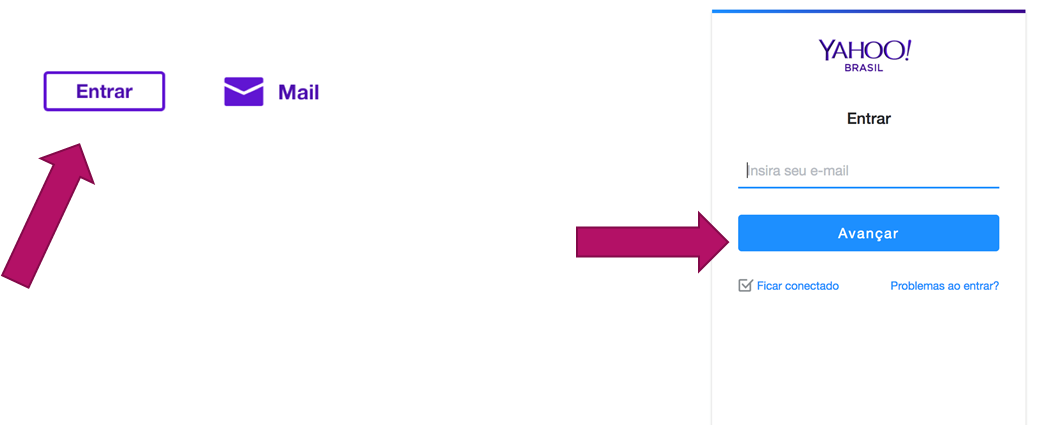 Entrar
Mail
YAHOO!
BRASIL
Entrar
Insira seu e-mail
Avançar
Ficar conectado
Problemas ao entrar?